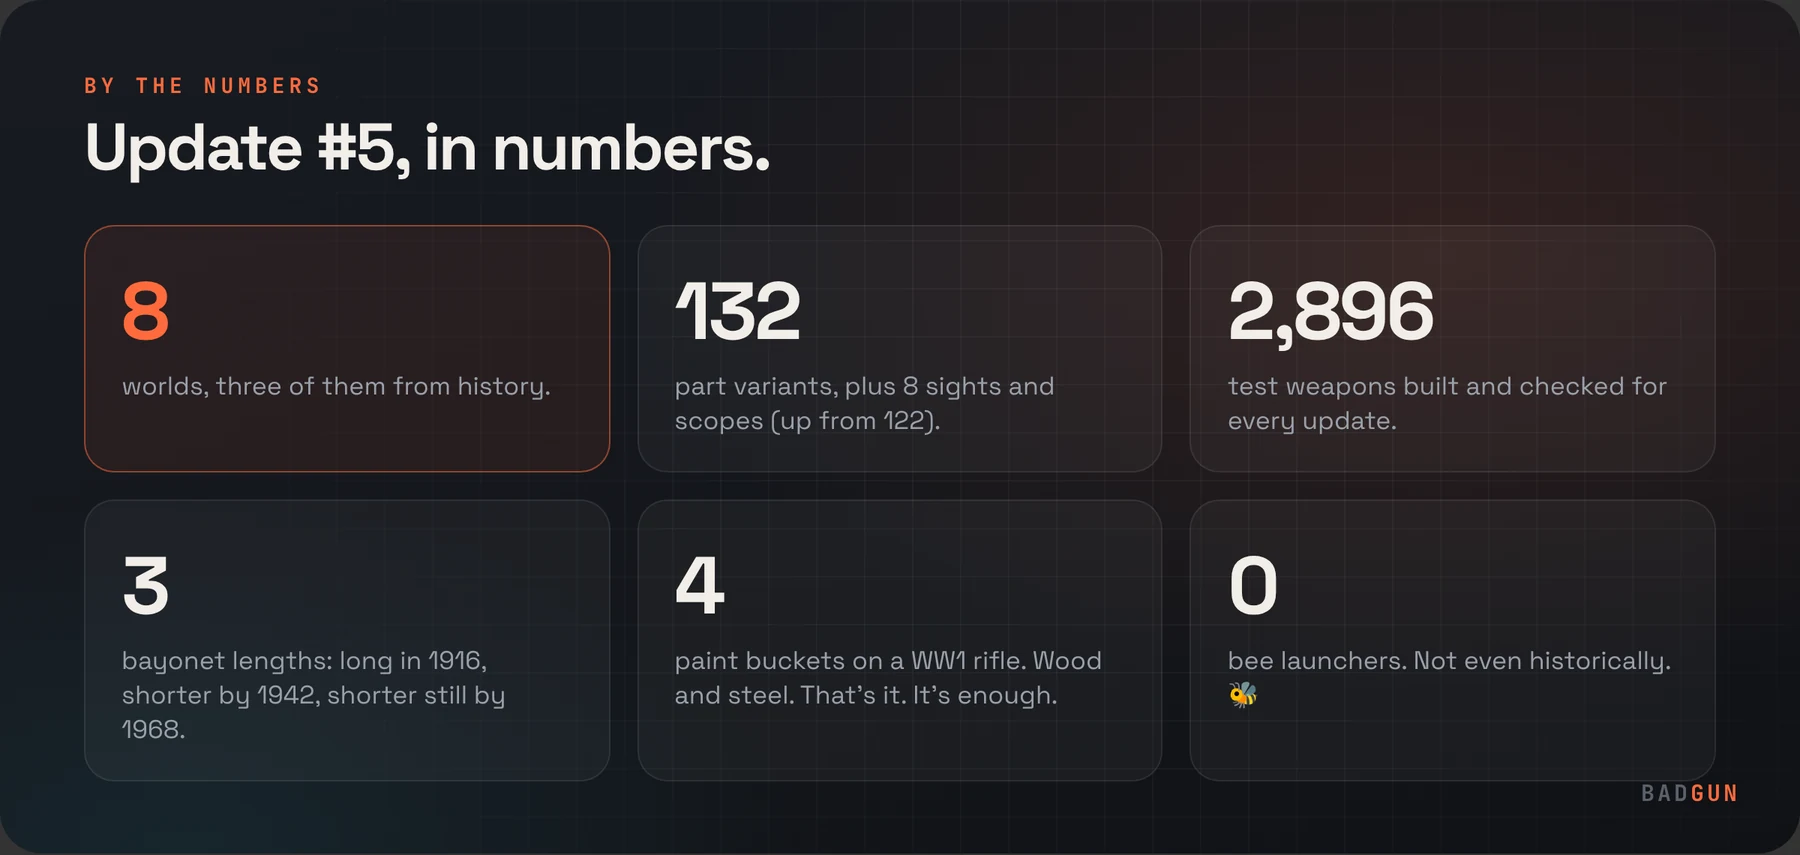 BY THE NUMBERS
Update #5, in numbers.
8
worlds, three of them from history.
132
part variants, plus 8 sights and
scopes (up from 122).
2,896
test weapons built and checked for
every update.
3
bayonet lengths: long in 1916,
shorter by 1942, shorter still by
1968.
4
paint buckets on a WW1 rifle. Wood
and steel. That’s it. It’s enough.
0
bee launchers. Not even historically.
🐝
BADGUN